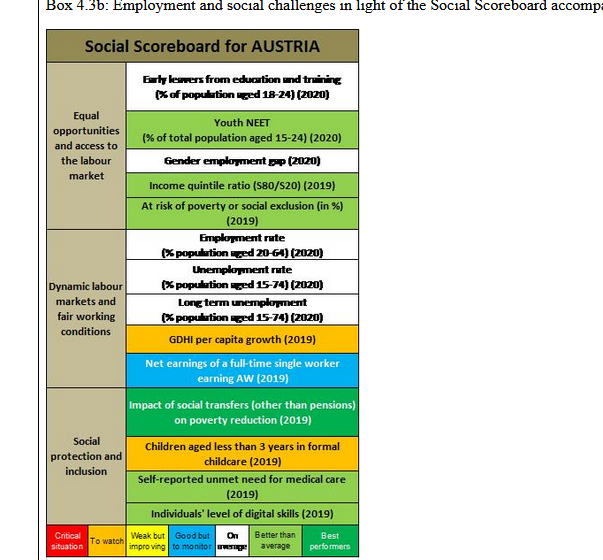 Box 4.3b: Employment and social challenges in light of the Social Scoreboard accompa
Social Scoreboard for AUSTRIA
Equal
opportunities
and access to
the labour
market
Early leavers from education and training
(% of population aged 18-24) (2020)
Youth NEET
(% of total population aged 15-24) (2020)
Gender employment gap (2020)
Income quintile ratio (S80/S20) (2019)
At risk of poverty or social exclusion (in %)
(2019)
Dynamic labour
markets and
fair working
conditions
Employment rate
(% population aged 20-64) (2020)
Unemployment rate
(% population aged 15-74) (2020)
Long term unemployment
(% population aged 15-74) (2020)
GDHI per capita growth (2019)
Net earnings of a full-time single worker
earning AW (2019)
Social
protection and
inclusion
Impact of social transfers (other than pensions)
on poverty reduction (2019)
Children aged less than 3 years in formal
childcare (2019)
Self-reported unmet need for medical care
(2019)
Individuals' level of digital skills (2019)
Critical
situation
To watch
Weak but
improving
Good but
to monitor
On
average
Better than
average
Best
performers